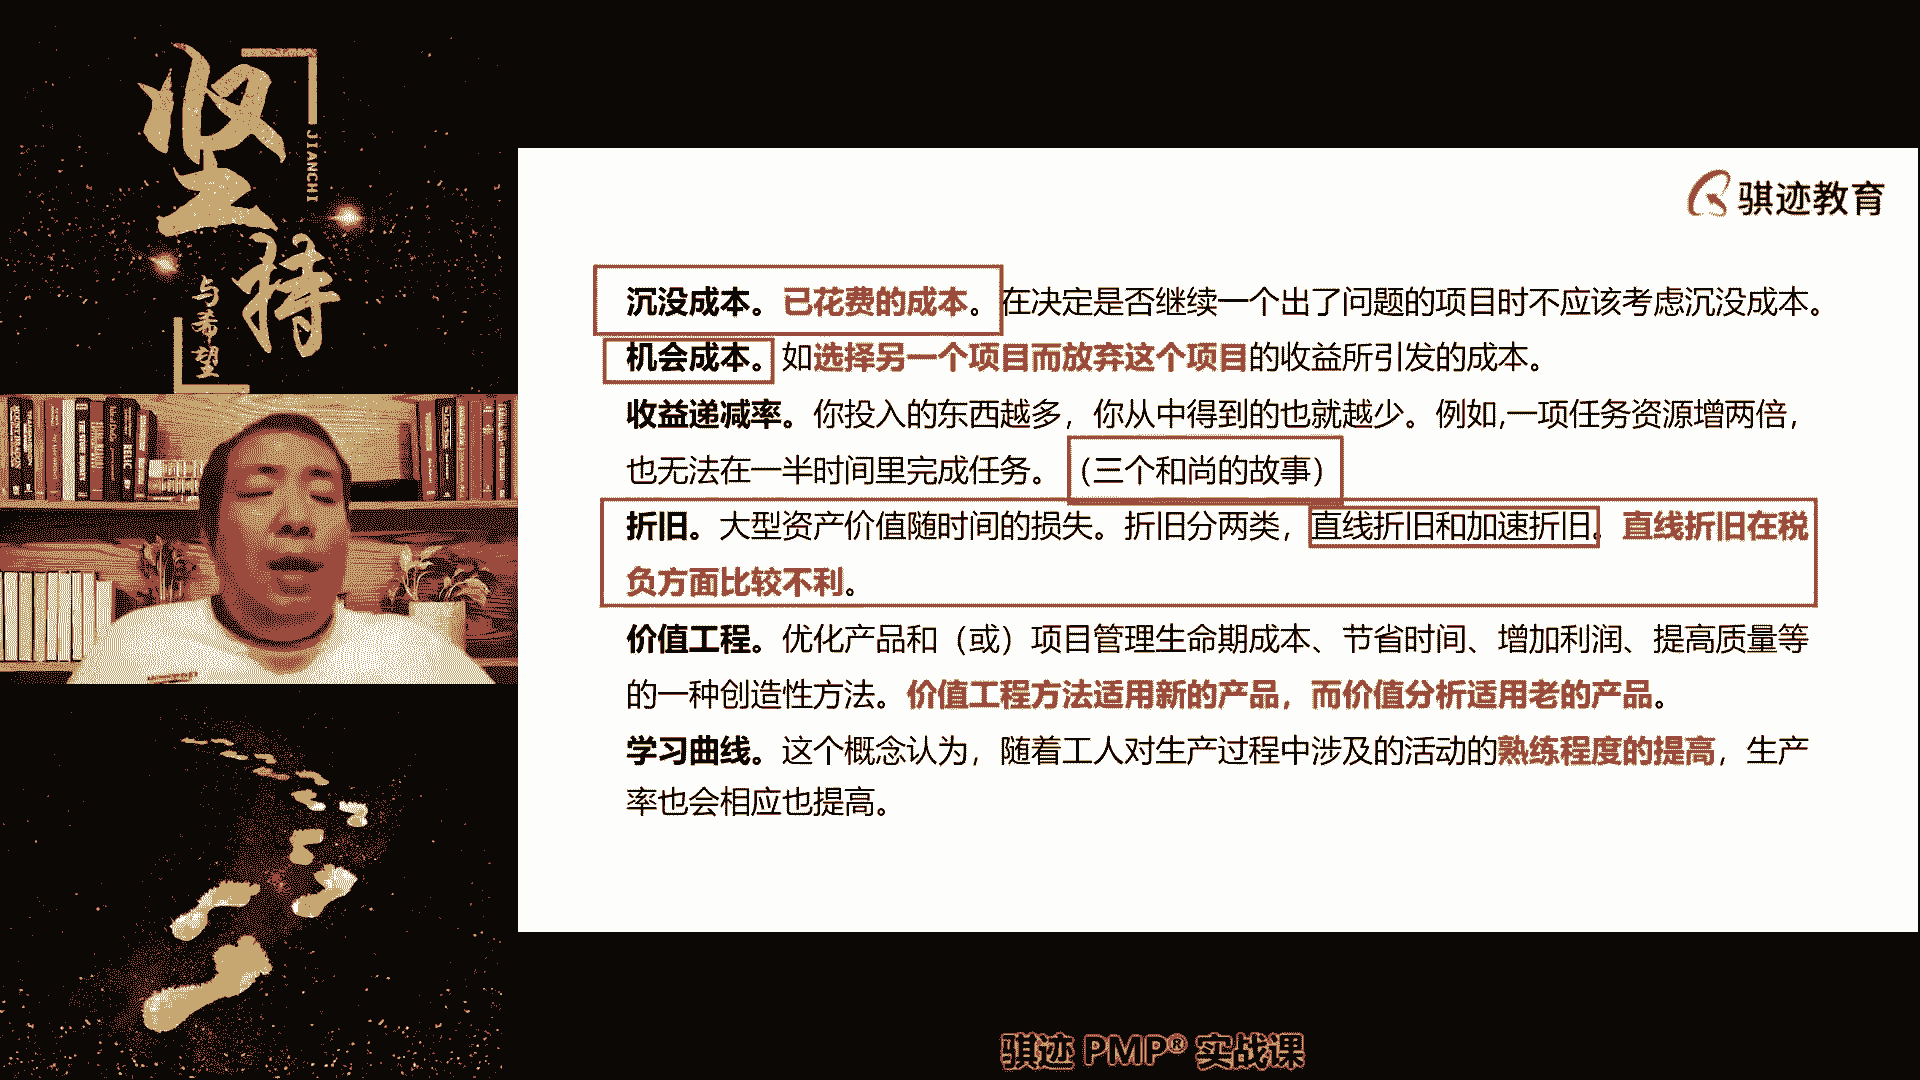 坚持
JIANCHI
与希望
骐迹教育
沉没成本。已花费的成本。在决定是否继续一个出了问题的项目时不应该考虑沉没成本。
机会成本。如选择另一个项目而放弃这个项目的收益所引发的成本。
收益递减率。你投入的东西越多，你从中得到的也就越少。例如,一项任务资源增两倍，
也无法在一半时间里完成任务。（三个和尚的故事）
折旧。大型资产价值随时间的损失。折旧分两类，直线折旧和加速折旧。直线折旧在税
负方面比较不利。
价值工程。优化产品和（或）项目管理生命期成本、节省时间、增加利润、提高质量等
的一种创造性方法。价值工程方法适用新的产品，而价值分析适用老的产品。
学习曲线。这个概念认为，随着工人对生产过程中涉及的活动的熟练程度的提高，生产
率也会相应也提高。
骐迹 PMP® 实战课